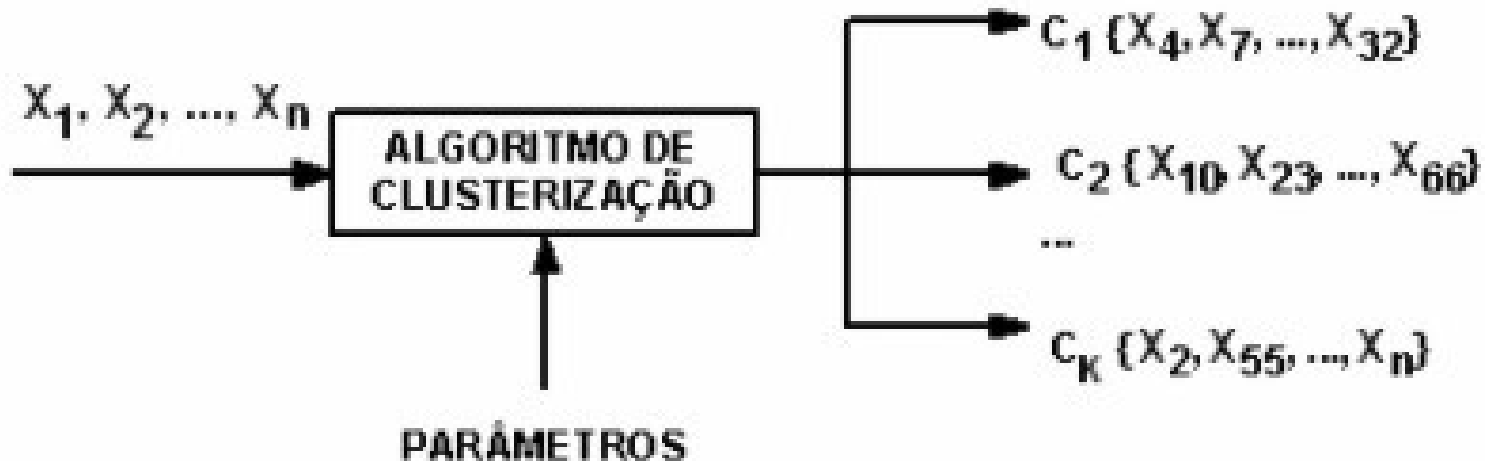 C₁ {X₄, X₇, ..., X₃₂}
X₁, X₂, ..., Xₙ
ALGORITMO DE
CLUSTERIZAÇÃO
C₂ {X₁₀, X₂₃, ..., X₆₆}
...
Cₖ {X₂, X₅₅, ..., Xₙ}
PARÂMETROS